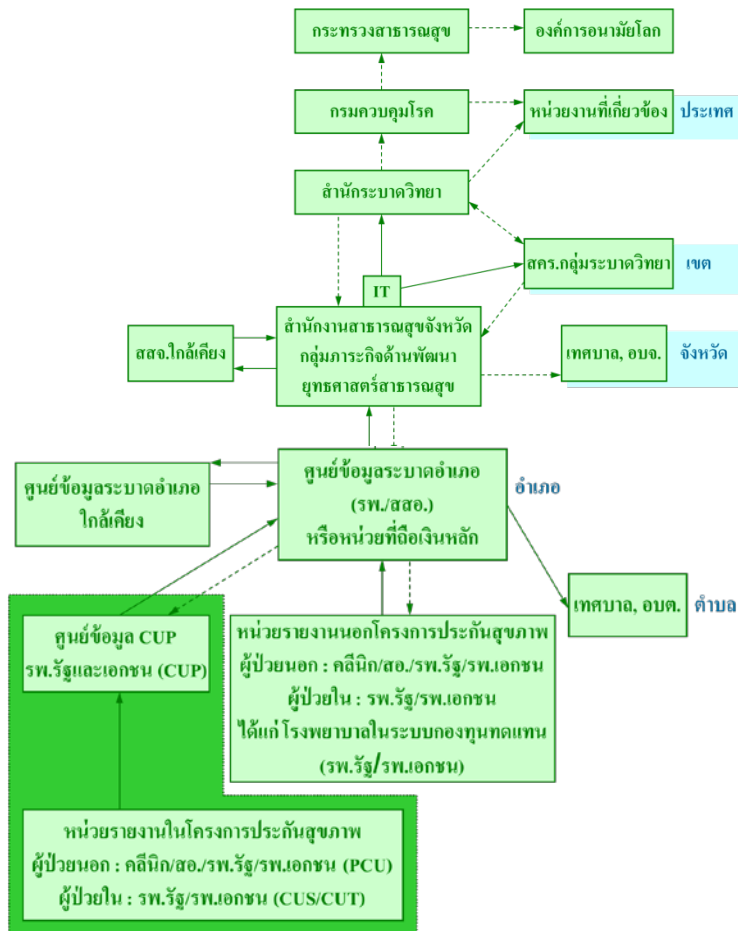 กระทรวงสาธารณสุข
องค์การอนามัยโลก
กรมควบคุมโรค
หน่วยงานที่เกี่ยวข้อง
ประเทศ
สำนักระบาดวิทยา
สคร.กลุ่มระบาดวิทยา
เขต
IT
สำนักงานสาธารณสุขจังหวัด
กลุ่มภาระกิจด้านพัฒนา
ยุทธศาสตร์สาธารณสุข
สสจ.ใกล้เคียง
เทศบาล, อบจ.
จังหวัด
ศูนย์ข้อมูลระบาดอำเภอ
ใกล้เคียง
ศูนย์ข้อมูลระบาดอำเภอ
(รพ./สสอ.)
หรือหน่วยที่ถือเงินหลัก
อำเภอ
เทศบาล, อบต.
ตำบล
ศูนย์ข้อมูล CUP
รพ.รัฐและเอกชน (CUP)
หน่วยรายงานนอกโครงการประกันสุขภาพ
ผู้ป่วยนอก : คลีนิก/สอ./รพ.รัฐ/รพ.เอกชน
ผู้ป่วยใน : รพ.รัฐ/รพ.เอกชน
ได้แก่ โรงพยาบาลในระบบกองทุนทดแทน
(รพ.รัฐ/รพ.เอกชน)
หน่วยรายงานในโครงการประกันสุขภาพ
ผู้ป่วยนอก : คลีนิก/สอ./รพ.รัฐ/รพ.เอกชน (PCU)
ผู้ป่วยใน : รพ.รัฐ/รพ.เอกชน (CUS/CUT)